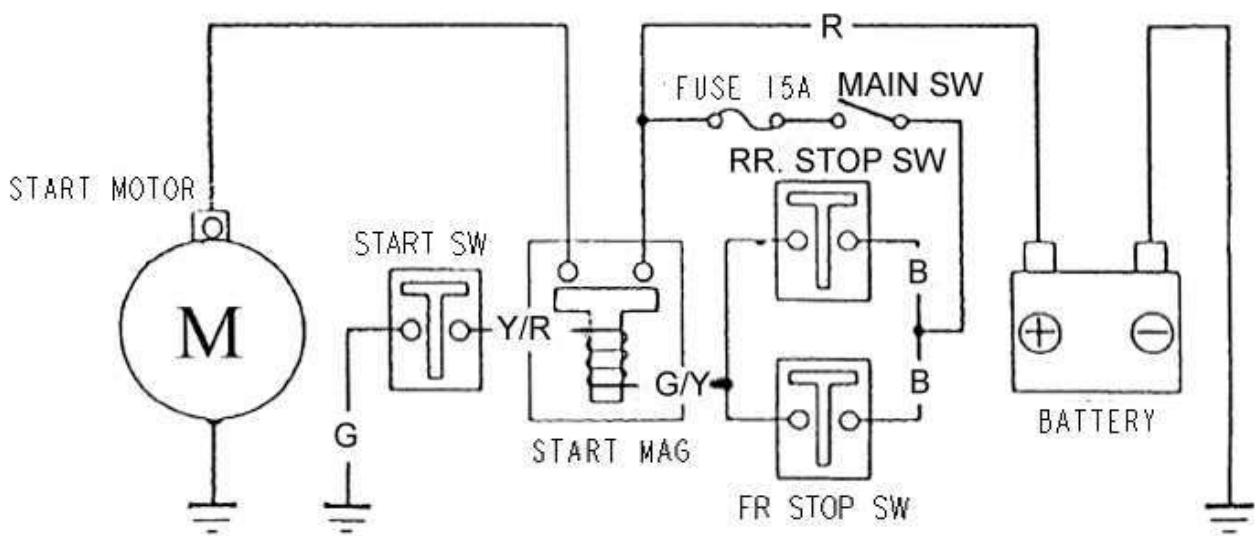 R
FUSE 15A MAIN SW
RR. STOP SW
START MOTOR
START SW
B
M
Y/R
G/Y
B
+
-
BATTERY
G
START MAG
FR STOP SW